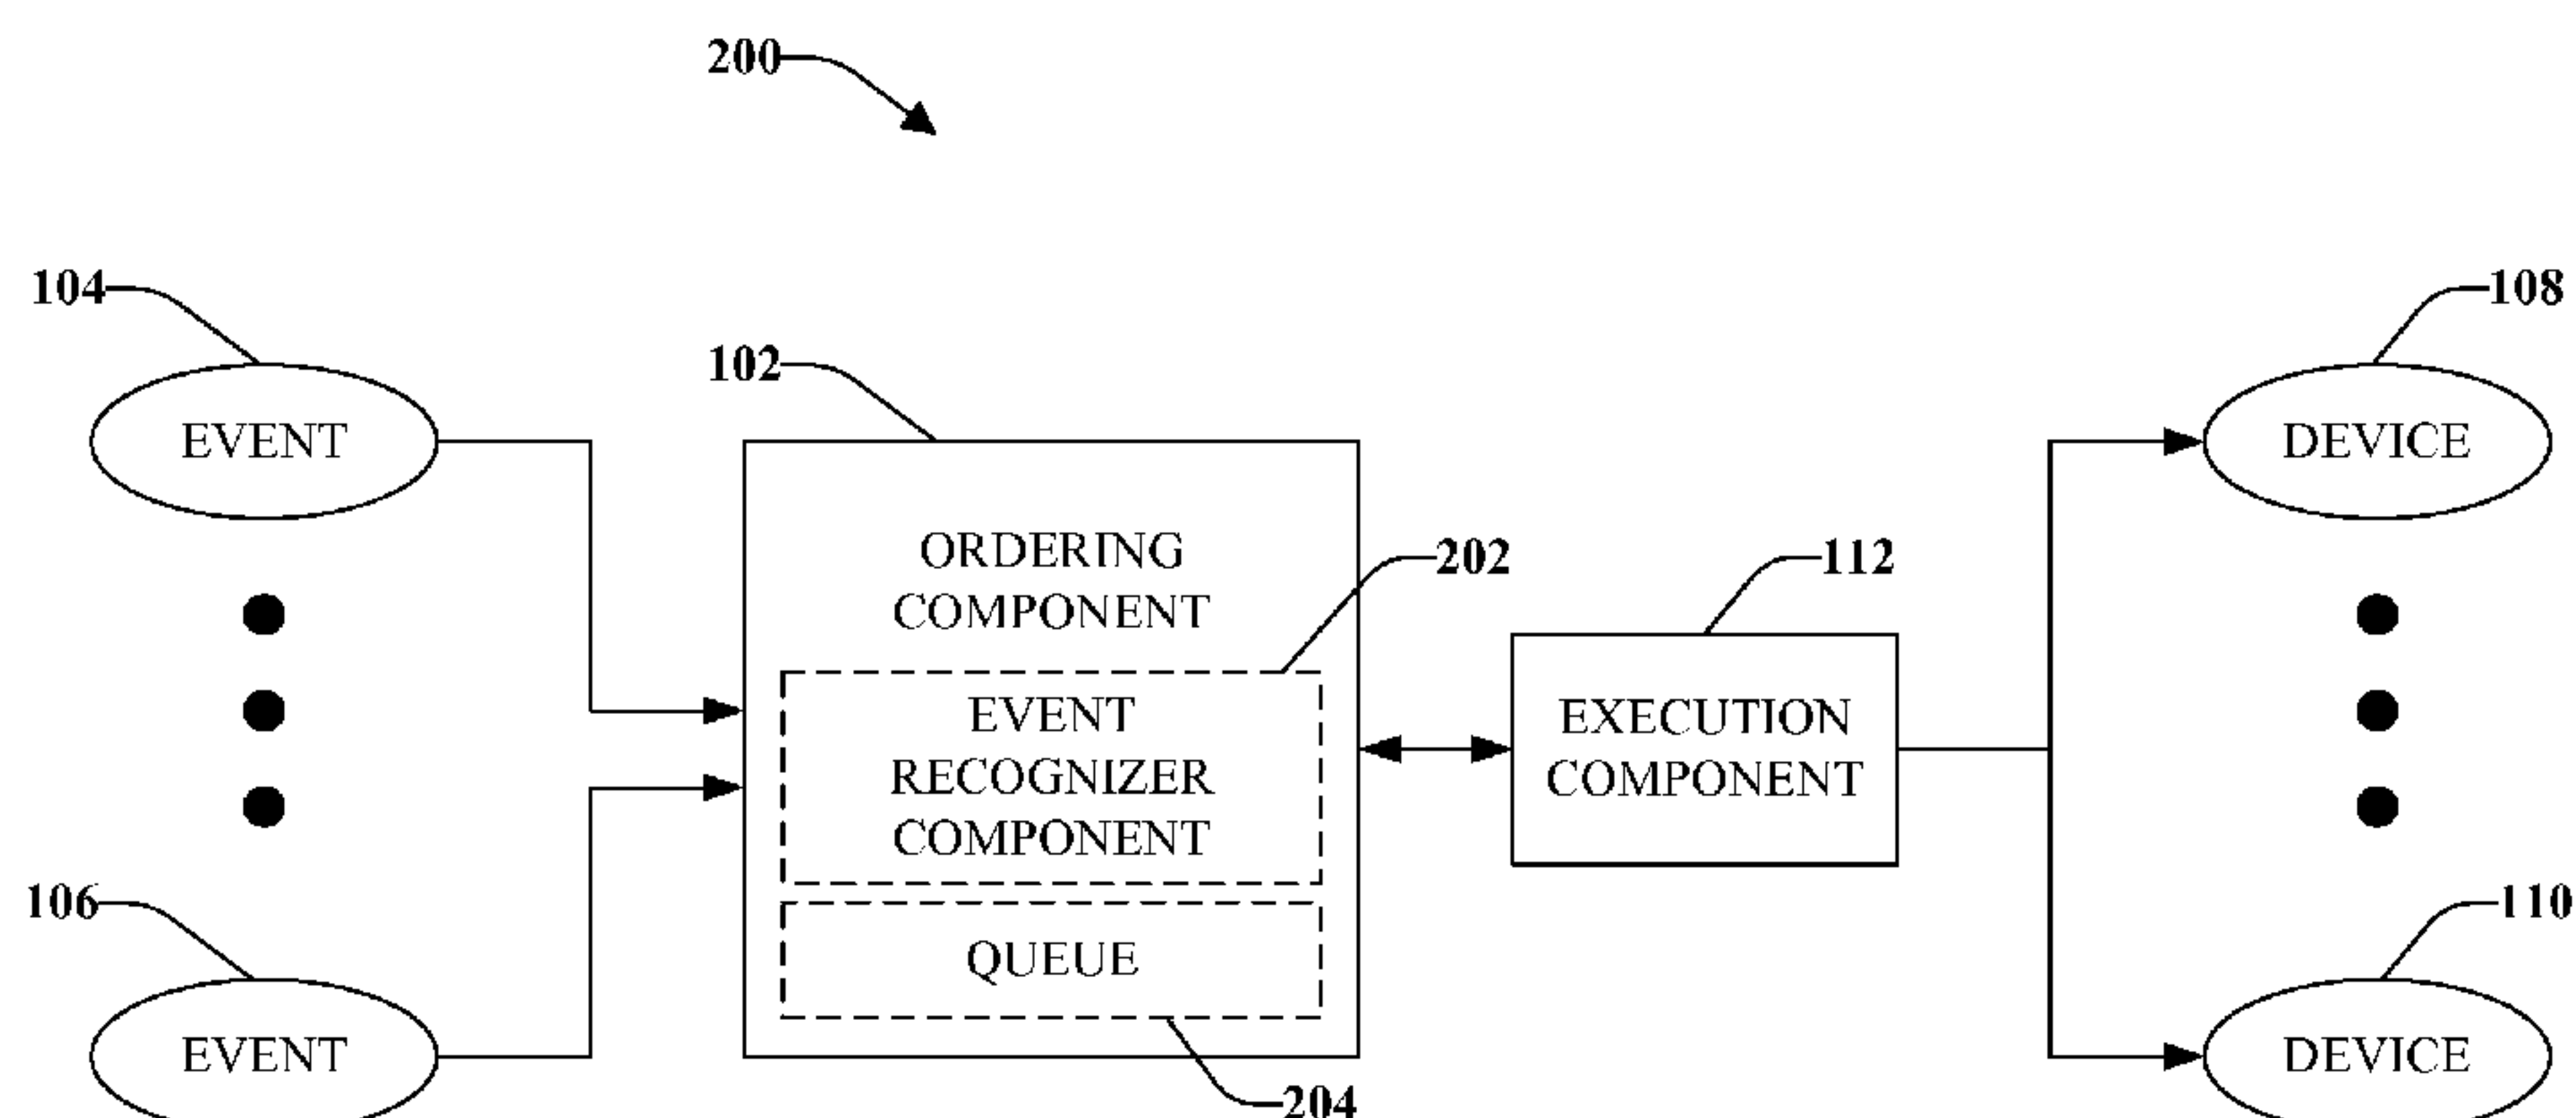 200
104
108
102
EVENT
DEVICE
ORDERING
COMPONENT
202
112
EVENT
RECOGNIZER
COMPONENT
EXECUTION
COMPONENT
106
110
QUEUE
EVENT
DEVICE
204